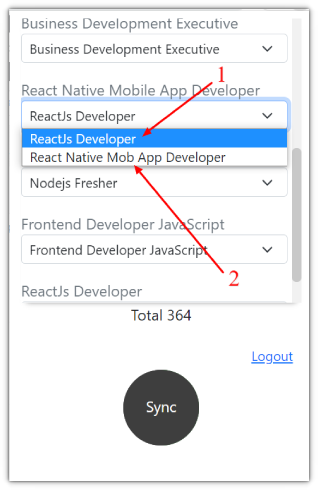 Business Development Executive
Business Development Executive
1
React Native Mobile App Developer
ReactJs Developer
ReactJs Developer
React Native Mob App Developer
Nodejs Fresher
Frontend Developer JavaScript
Frontend Developer JavaScript
2
ReactJs Developer
Total 364
Logout
Sync